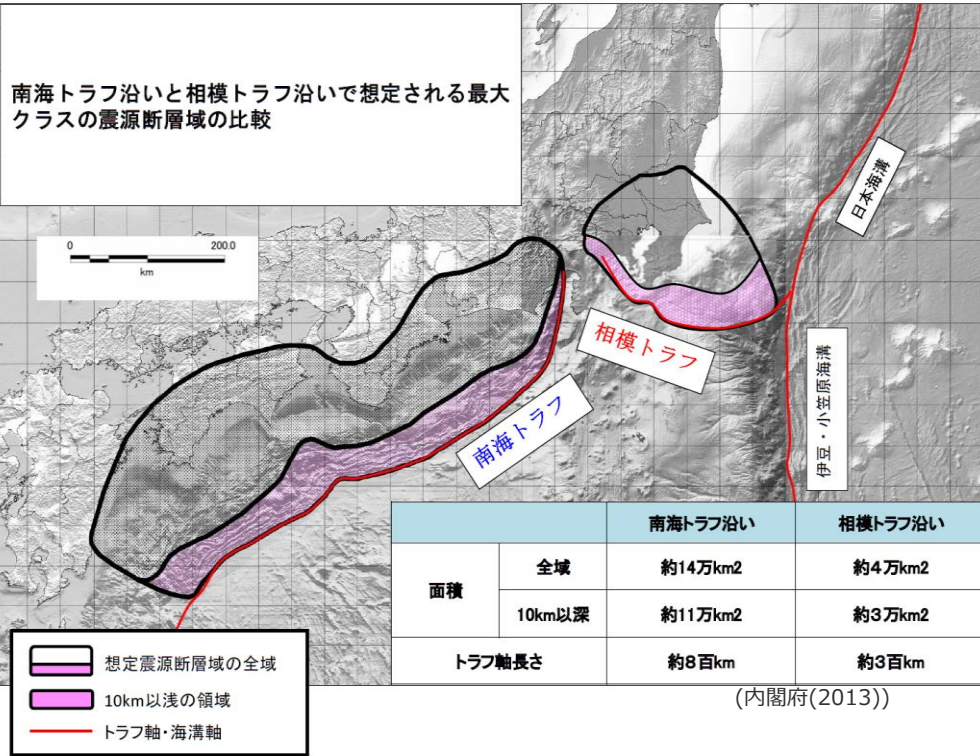 南海トラフ沿いと相模トラフ沿いで想定される最大
クラスの震源断層域の比較
0 200.0
km
日本海溝
相模トラフ
南海トラフ
伊豆・小笠原海溝
南海トラフ沿い 相模トラフ沿い
面積 全域 約14万km2 約4万km2
10km以深 約11万km2 約3万km2
トラフ軸長さ 約8百km 約3百km
(内閣府(2013))
想定震源断層域の全域
10km以浅の領域
トラフ軸・海溝軸